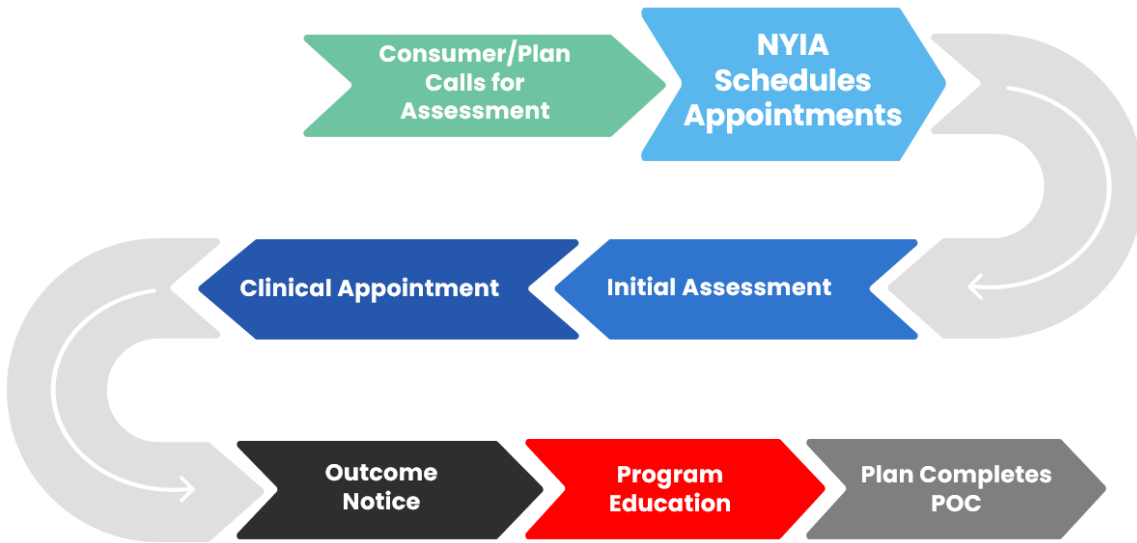 Consumer/Plan
Calls for
Assessment
NYIA
Schedules
Appointments
Initial Assessment
Clinical Appointment
Outcome
Notice
Program
Education
Plan Completes
POC